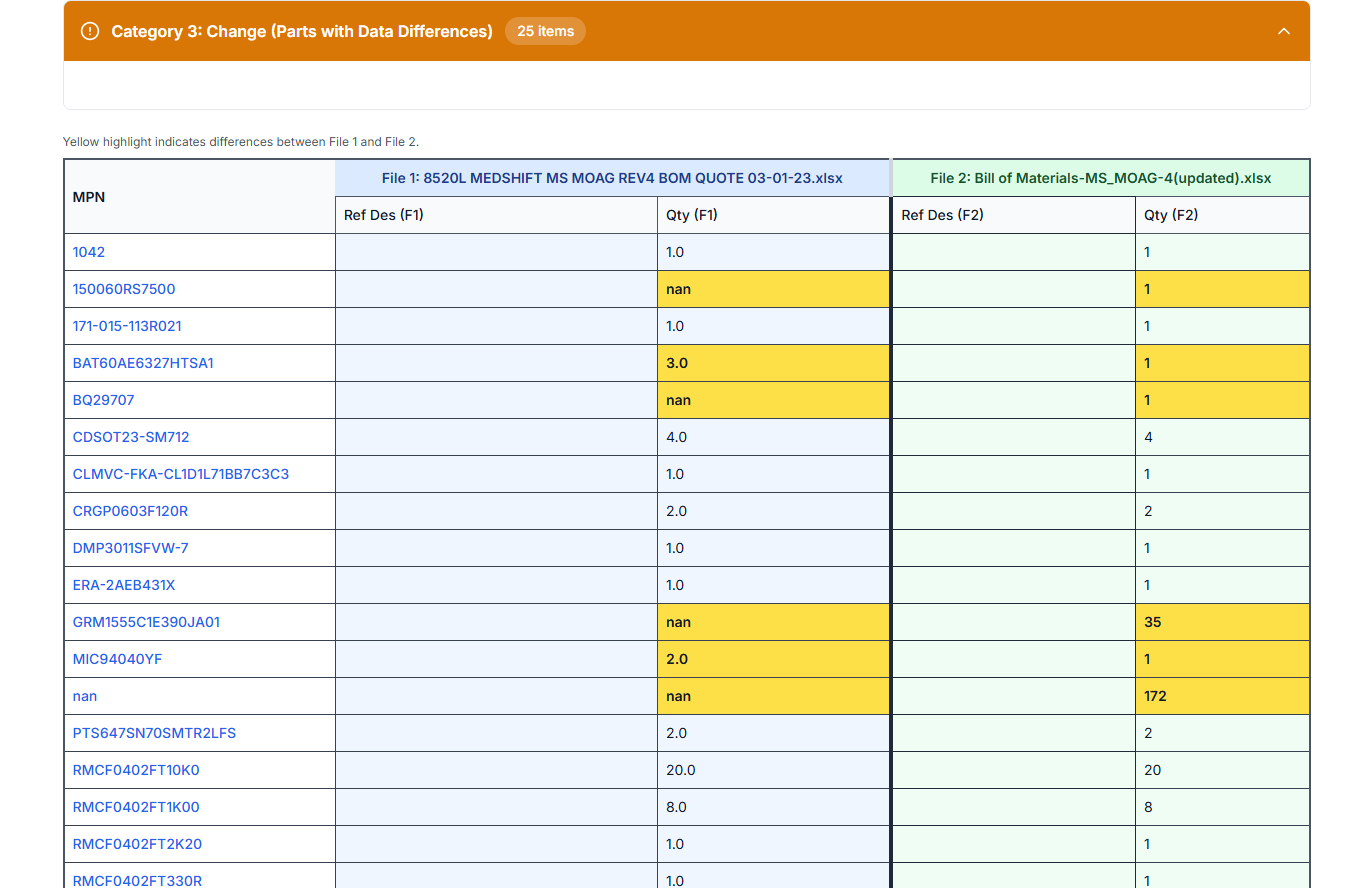 Category 3: Change (Parts with Data Differences) 25 items
Yellow highlight indicates differences between File 1 and File 2.
MPN File 1: 8520L MEDSHIFT MS MOAG REV4 BOM QUOTE 03-01-23.xlsx File 2: Bill of Materials-MS_MOAG-4(updated).xlsx
Ref Des (F1) Qty (F1) Ref Des (F2) Qty (F2)
1042 1.0 1
150060RS7500 nan 1
171-015-113R021 1.0 1
BAT60AE6327HTSA1 3.0 1
BQ29707 nan 1
CDSOT23-SM712 4.0 4
CLMVC-FKA-CL1D1L71BB7C3C3 1.0 1
CRGP0603F120R 2.0 2
DMP3011SFVW-7 1.0 1
ERA-2AEB431X 1.0 1
GRM1555C1E390JA01 nan 35
MIC94040YF 2.0 1
nan nan 172
PTS647SN70SMTR2LFS 2.0 2
RMCF0402FT10K0 20.0 20
RMCF0402FT1K00 8.0 8
RMCF0402FT2K20 1.0 1
RMCF0402FT330R 1.0 1